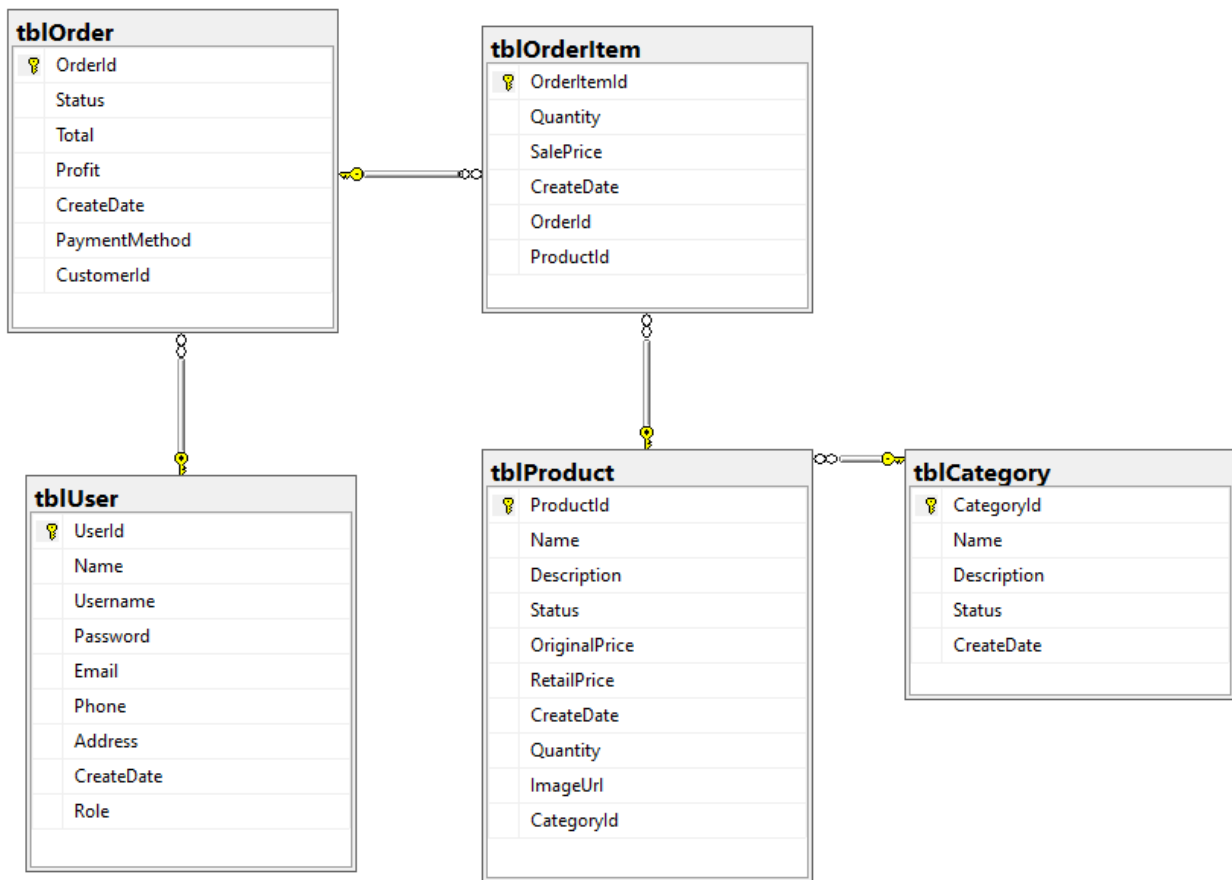 tblOrder
OrderId
Status
Total
Profit
CreateDate
PaymentMethod
CustomerId
tblOrderItem
OrderItemId
Quantity
SalePrice
CreateDate
OrderId
ProductId
tblUser
UserId
Name
Username
Password
Email
Phone
Address
CreateDate
Role
tblProduct
ProductId
Name
Description
Status
OriginalPrice
RetailPrice
CreateDate
Quantity
ImageUrl
CategoryId
tblCategory
CategoryId
Name
Description
Status
CreateDate